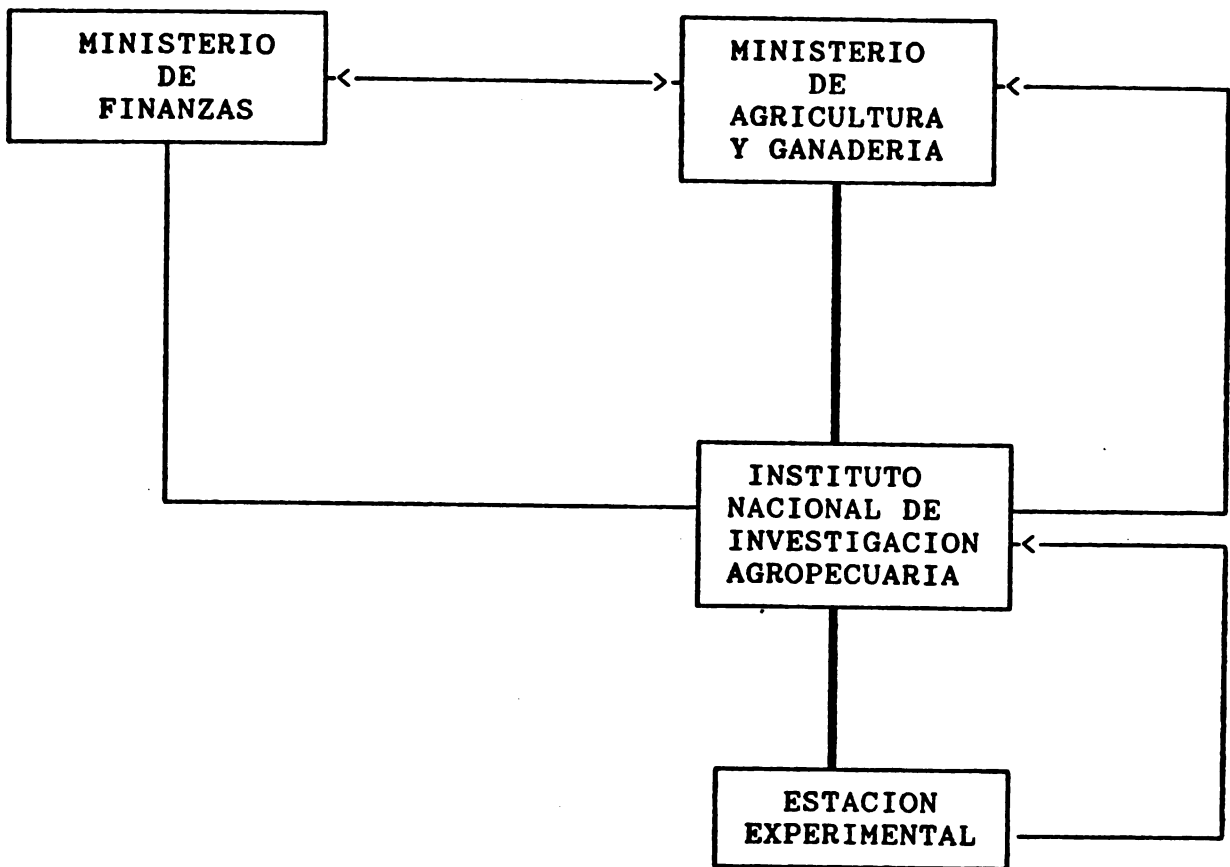 MINISTERIO
DE
FINANZAS
MINISTERIO
DE
AGRICULTURA
Y GANADERIA
INSTITUTO
NACIONAL DE
INVESTIGACION
AGROPECUARIA
ESTACION
EXPERIMENTAL